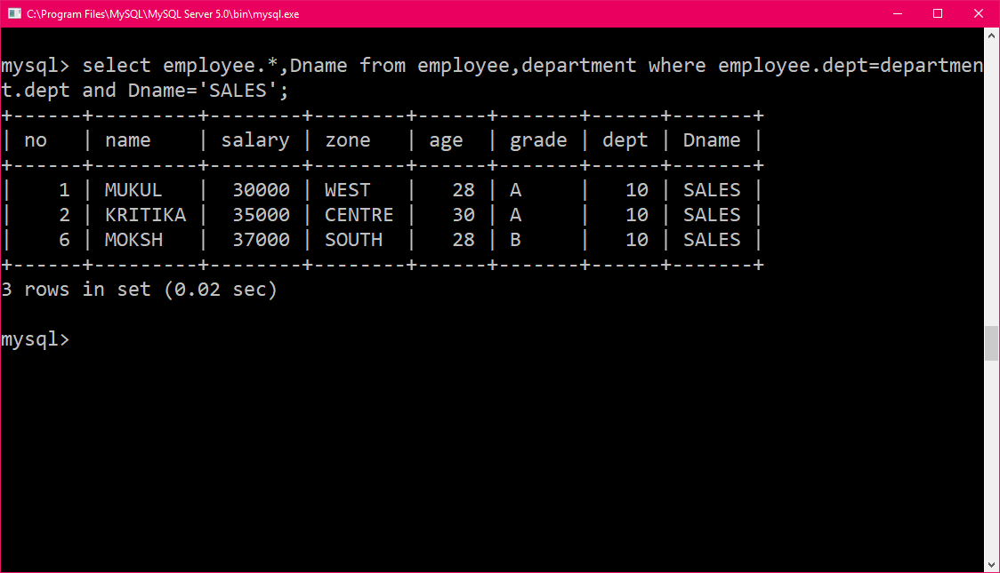 C:\Program Files\MySQL\MySQL Server 5.0\bin\mysql.exe
mysql> select employee.*,Dname from employee,department where employee.dept=departmen
t.dept and Dname='SALES';
+------+---------+--------+--------+------+-------+------+-------+
| no   | name    | salary | zone   | age  | grade | dept | Dname |
+------+---------+--------+--------+------+-------+------+-------+
|    1 | MUKUL   |  30000 | WEST   |   28 | A     |   10 | SALES |
|    2 | KRITIKA |  35000 | CENTRE |   30 | A     |   10 | SALES |
|    6 | MOKSH   |  37000 | SOUTH  |   28 | B     |   10 | SALES |
+------+---------+--------+--------+------+-------+------+-------+
3 rows in set (0.02 sec)
mysql>